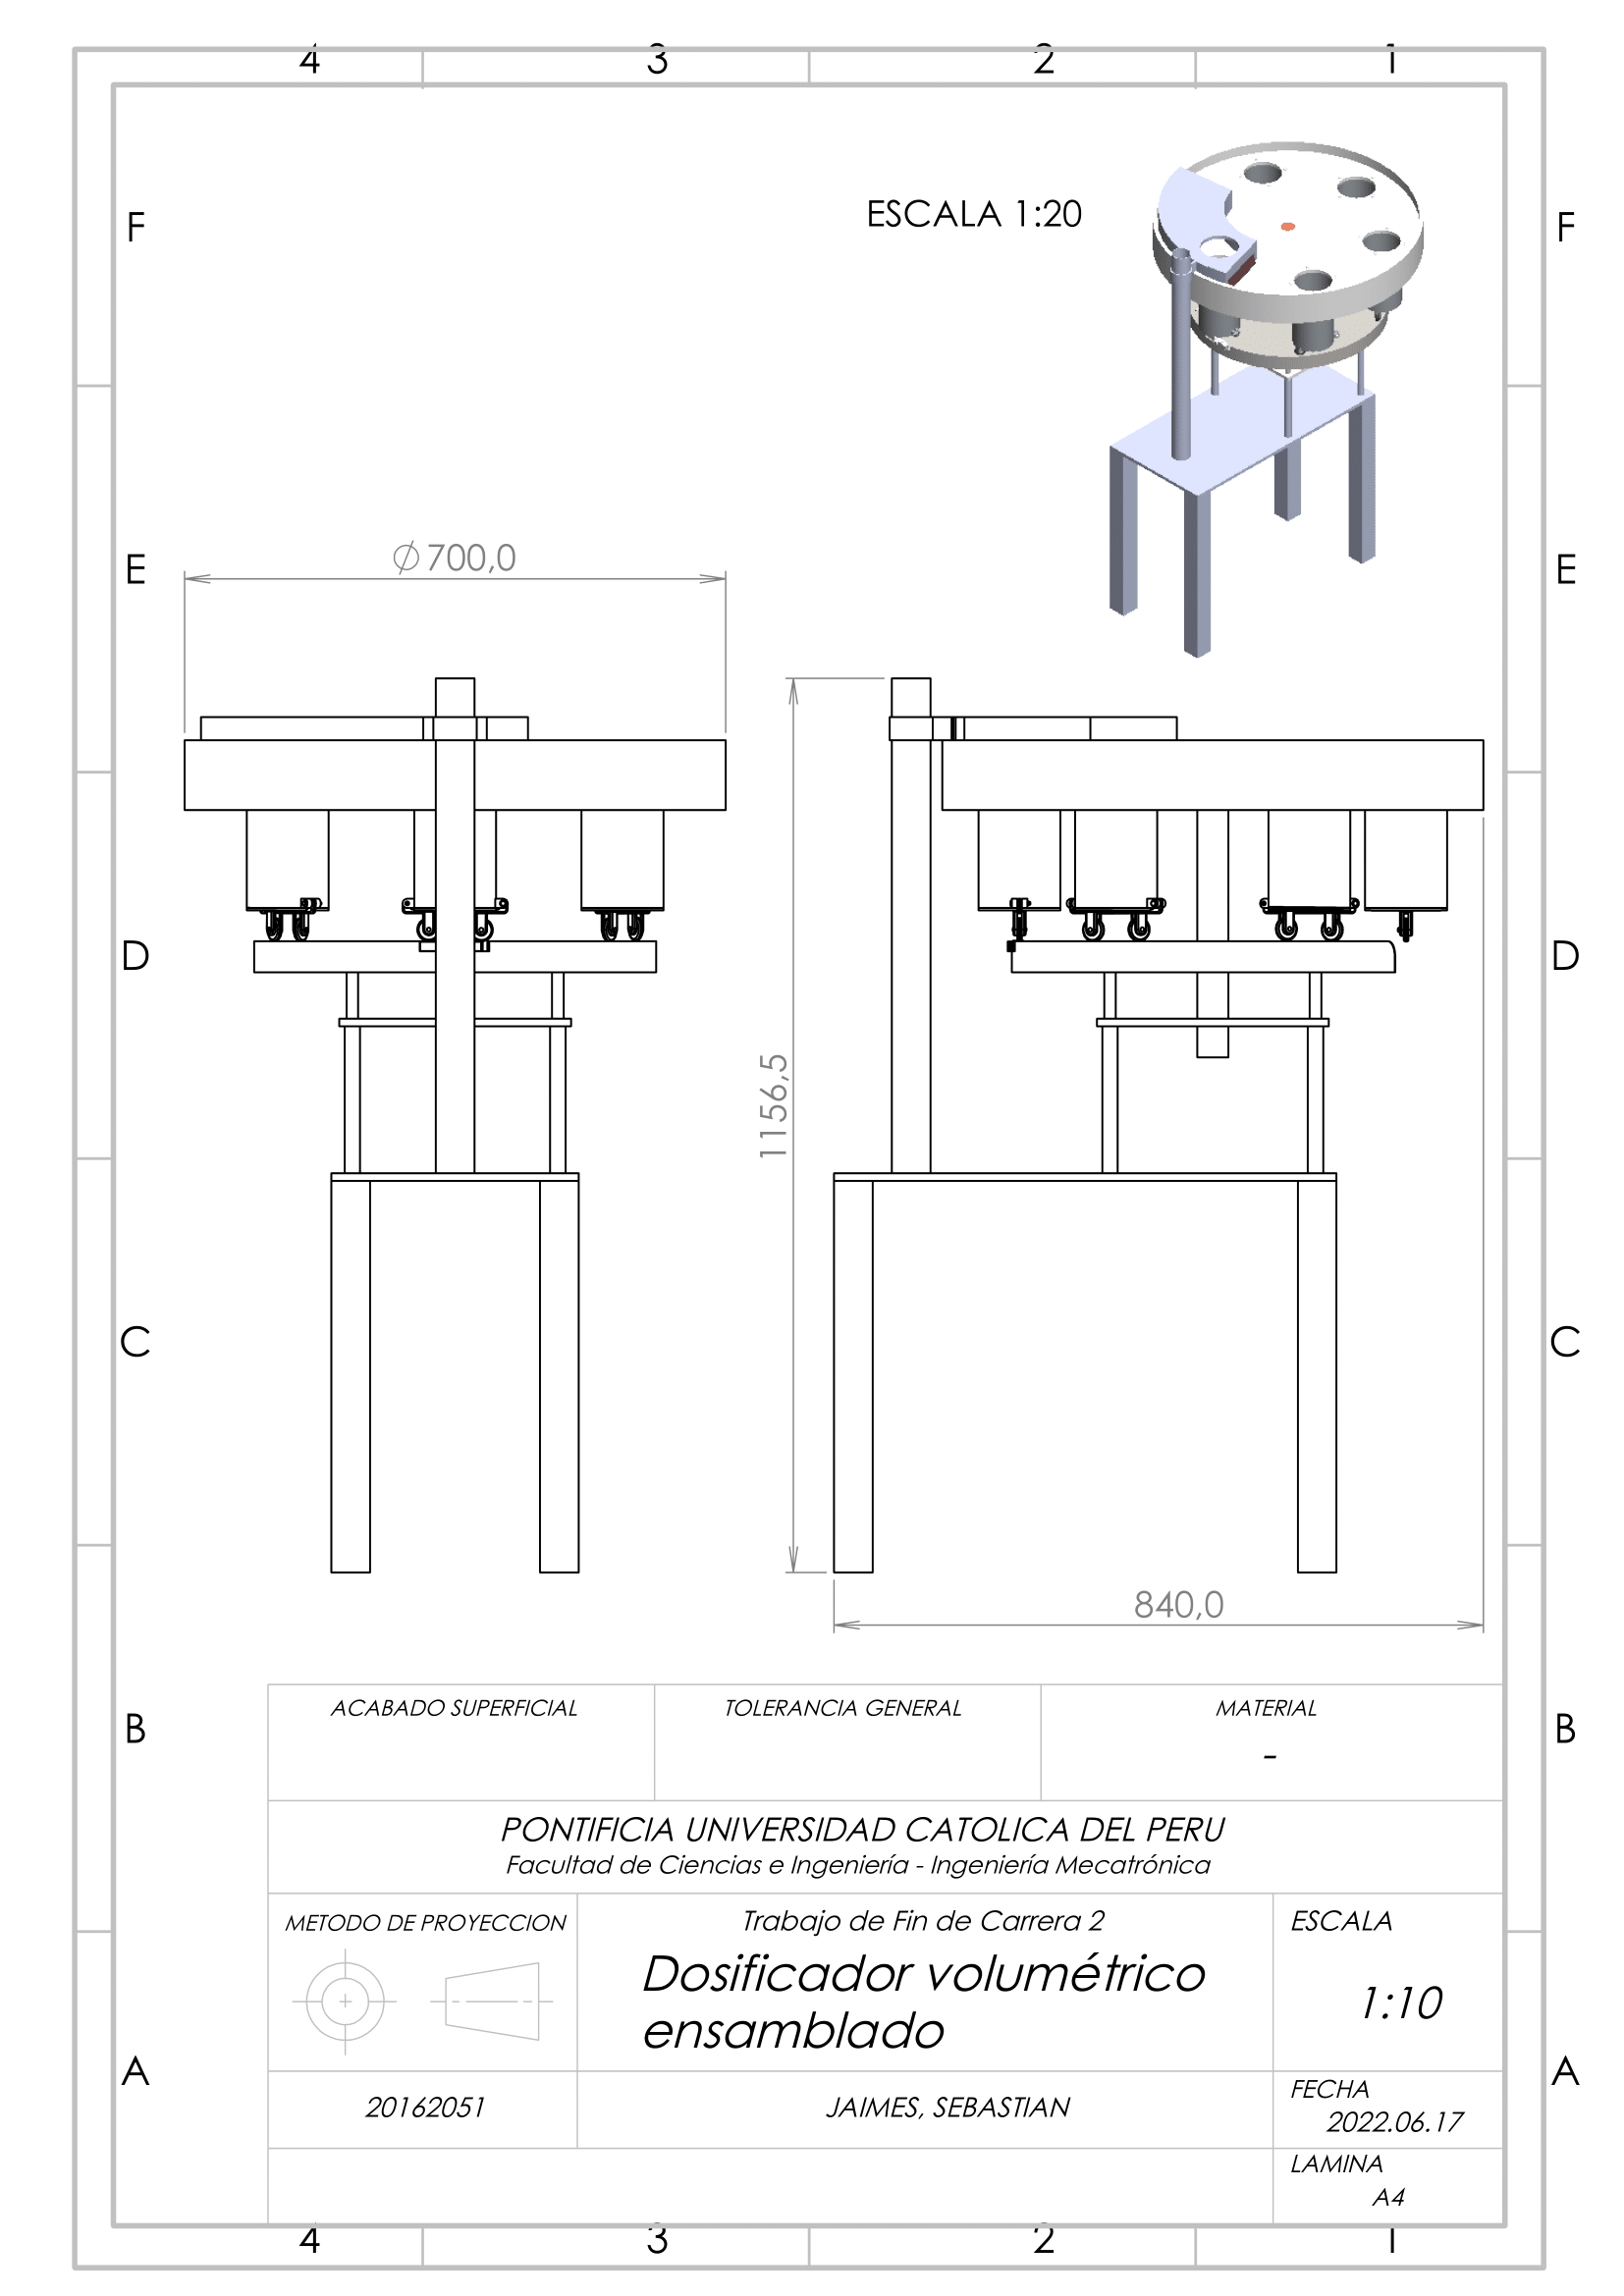 4 3 2 1
F F
ESCALA 1:20
E E
⌀700,0
1156,5
D D
C C
840,0
B B
ACABADO SUPERFICIAL
TOLERANCIA GENERAL
MATERIAL
-
PONTIFICIA UNIVERSIDAD CATOLICA DEL PERU
Facultad de Ciencias e Ingeniería - Ingeniería Mecatrónica
METODO DE PROYECCION
Trabajo de Fin de Carrera 2
Dosificador volumétrico
ensamblado
ESCALA
1:10
A A
20162051
JAIMES, SEBASTIAN
FECHA
2022.06.17
LAMINA
A4
4 3 2 1